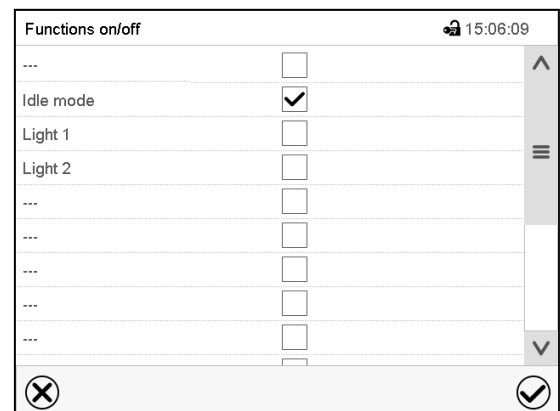 Functions on/off 15:06:09
---
Idle mode
Light 1
Light 2
---
---
---
---
---